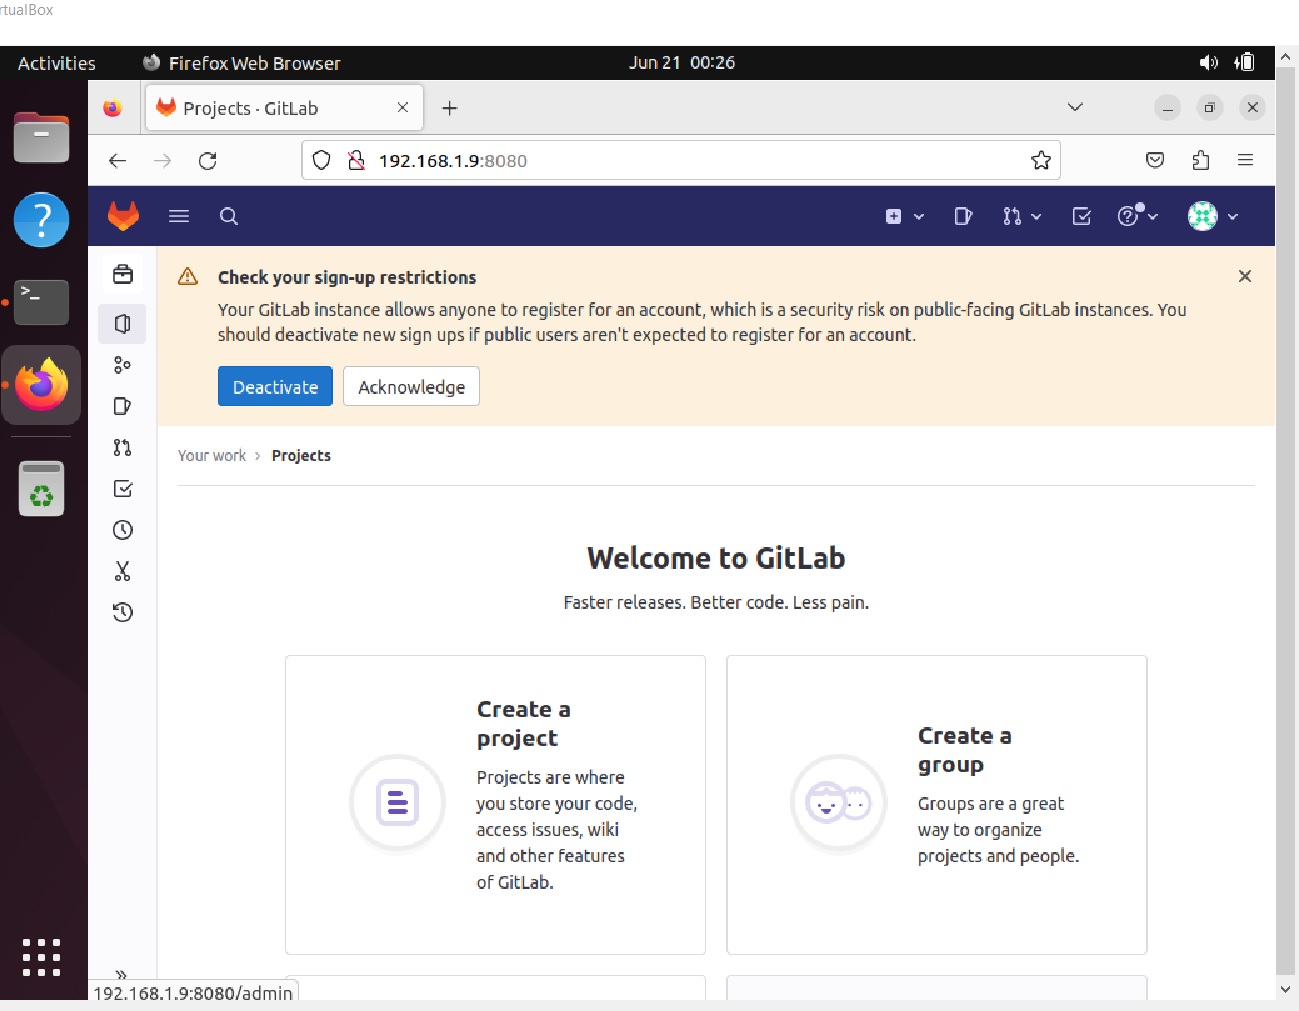 rtualBox
Activities
Firefox Web Browser
Jun 21 00:26
Projects - GitLab
192.168.1.9:8080
Check your sign-up restrictions
Your GitLab instance allows anyone to register for an account, which is a security risk on public-facing GitLab instances. You
should deactivate new sign ups if public users aren't expected to register for an account.
Deactivate
Acknowledge
Your work › Projects
Welcome to GitLab
Faster releases. Better code. Less pain.
Create a
project
Projects are where
you store your code,
access issues, wiki
and other features
of GitLab.
Create a
group
Groups are a great
way to organize
projects and people.
192.168.1.9:8080/admin